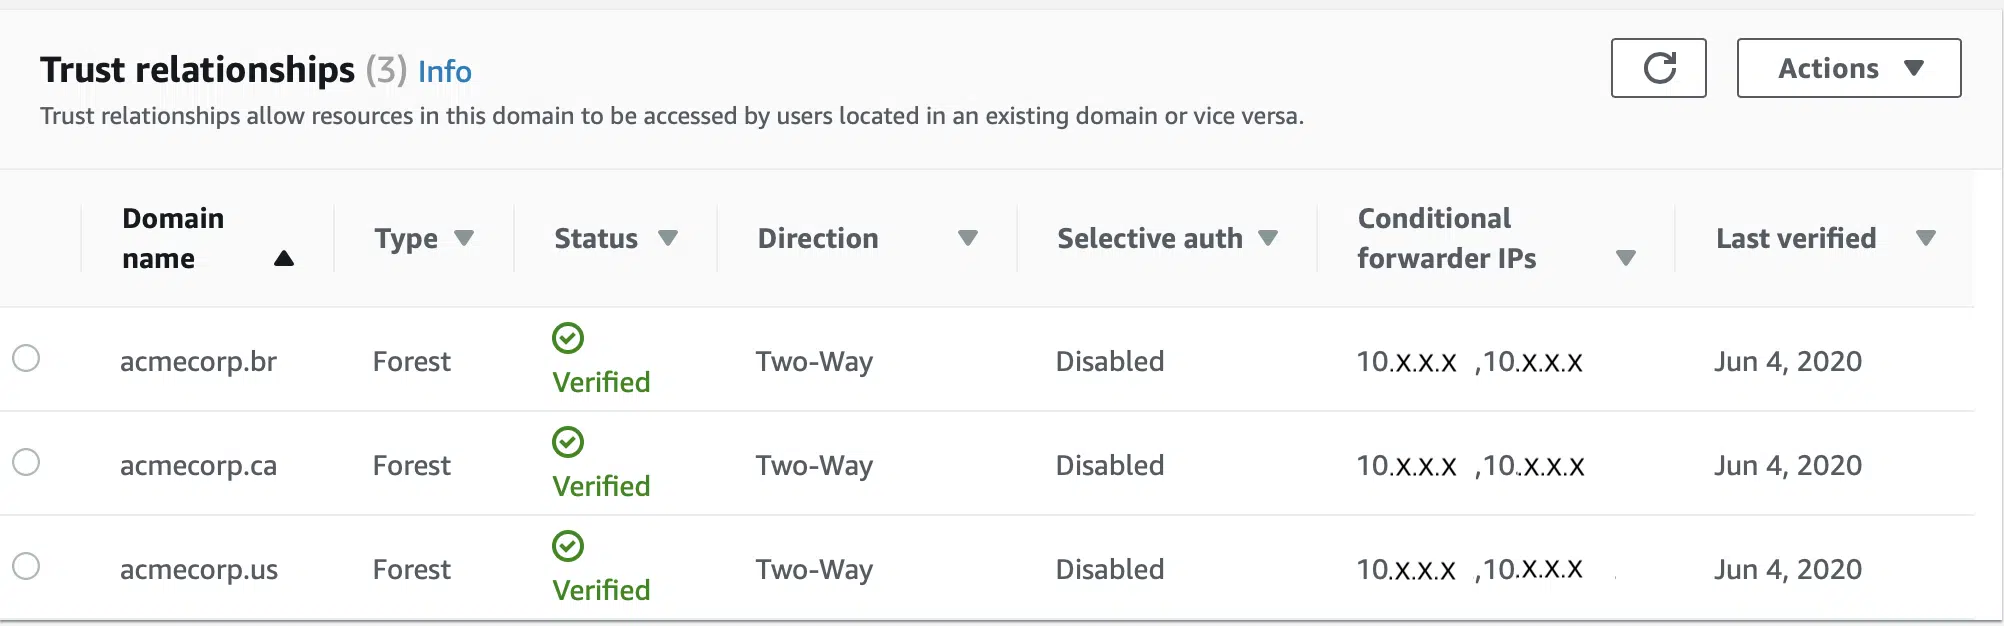 Trust relationships (3) Info
Actions
Trust relationships allow resources in this domain to be accessed by users located in an existing domain or vice versa.
Domain name Type Status Direction Selective auth Conditional forwarder IPs Last verified
acmecorp.br Forest Verified Two-Way Disabled 10.x.x.x ,10.x.x.x Jun 4, 2020
acmecorp.ca Forest Verified Two-Way Disabled 10.x.x.x ,10.x.x.x Jun 4, 2020
acmecorp.us Forest Verified Two-Way Disabled 10.x.x.x ,10.x.x.x Jun 4, 2020